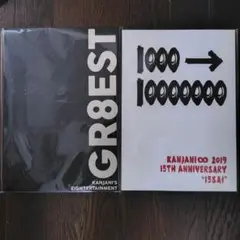 GR8EST
KANJANI'S
EIGHTERTAINMENT
1000 →
10000000
KANJANI∞ 2019
15TH ANNIVERSARY
"15SAI"